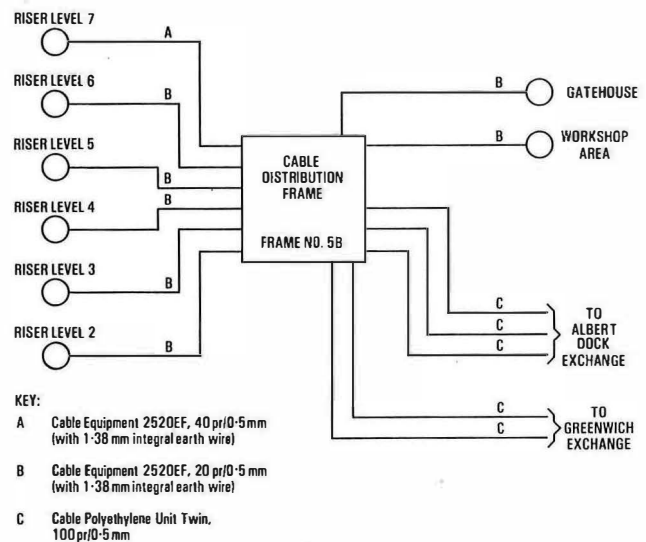 RISER LEVEL 7
A
RISER LEVEL 6
B
RISER LEVEL 5
B
RISER LEVEL 4
B
RISER LEVEL 3
B
RISER LEVEL 2
B
CABLE
DISTRIBUTION
FRAME
FRAME NO. 5B
B
GATEHOUSE
B
WORKSHOP
AREA
C
C
C
TO
ALBERT
DOCK
EXCHANGE
C
C
TO
GREENWICH
EXCHANGE
KEY:
A Cable Equipment 2520EF, 40 pr/0·5 mm
(with 1·38 mm integral earth wire)
B Cable Equipment 2520EF, 20 pr/0·5 mm
(with 1·38 mm integral earth wire)
C Cable Polyethylene Unit Twin,
100 pr/0·5 mm